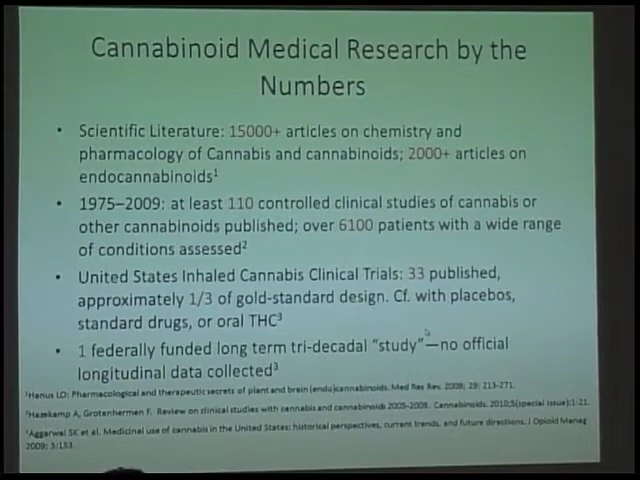 Cannabinoid Medical Research by the
Numbers
• Scientific Literature: 15000+ articles on chemistry and
pharmacology of Cannabis and cannabinoids; 2000+ articles on
endocannabinoids¹
• 1975–2009: at least 110 controlled clinical studies of cannabis or
other cannabinoids published; over 6100 patients with a wide range
of conditions assessed²
• United States Inhaled Cannabis Clinical Trials: 33 published,
approximately 1/3 of gold-standard design. Cf. with placebos,
standard drugs, or oral THC³
• 1 federally funded long term tri-decadal "study"—no official
longitudinal data collected³
¹Hanus LO: Pharmacological and therapeutic secrets of plant and brain (endo)cannabinoids. Med Res Rev. 2009; 29: 213-271.
²Hazekamp A, Grotenhermen F. Review on clinical studies with cannabis and cannabinoids 2005-2009. Cannabinoids. 2010;5(special issue):1-21.
³Aggarwal SK et al. Medicinal use of cannabis in the United States: historical perspectives, current trends, and future directions. J Opioid Manag
2009; 5:153.